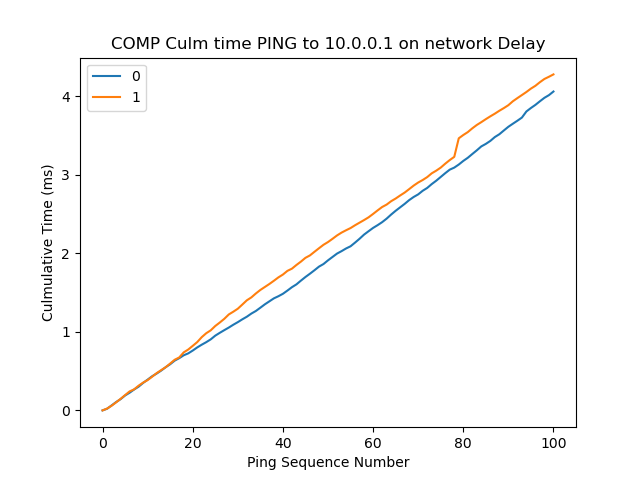 COMP Culm time PING to 10.0.0.1 on network Delay
0
1
Culmulative Time (ms)
4
3
2
1
0
0 20 40 60 80 100
Ping Sequence Number